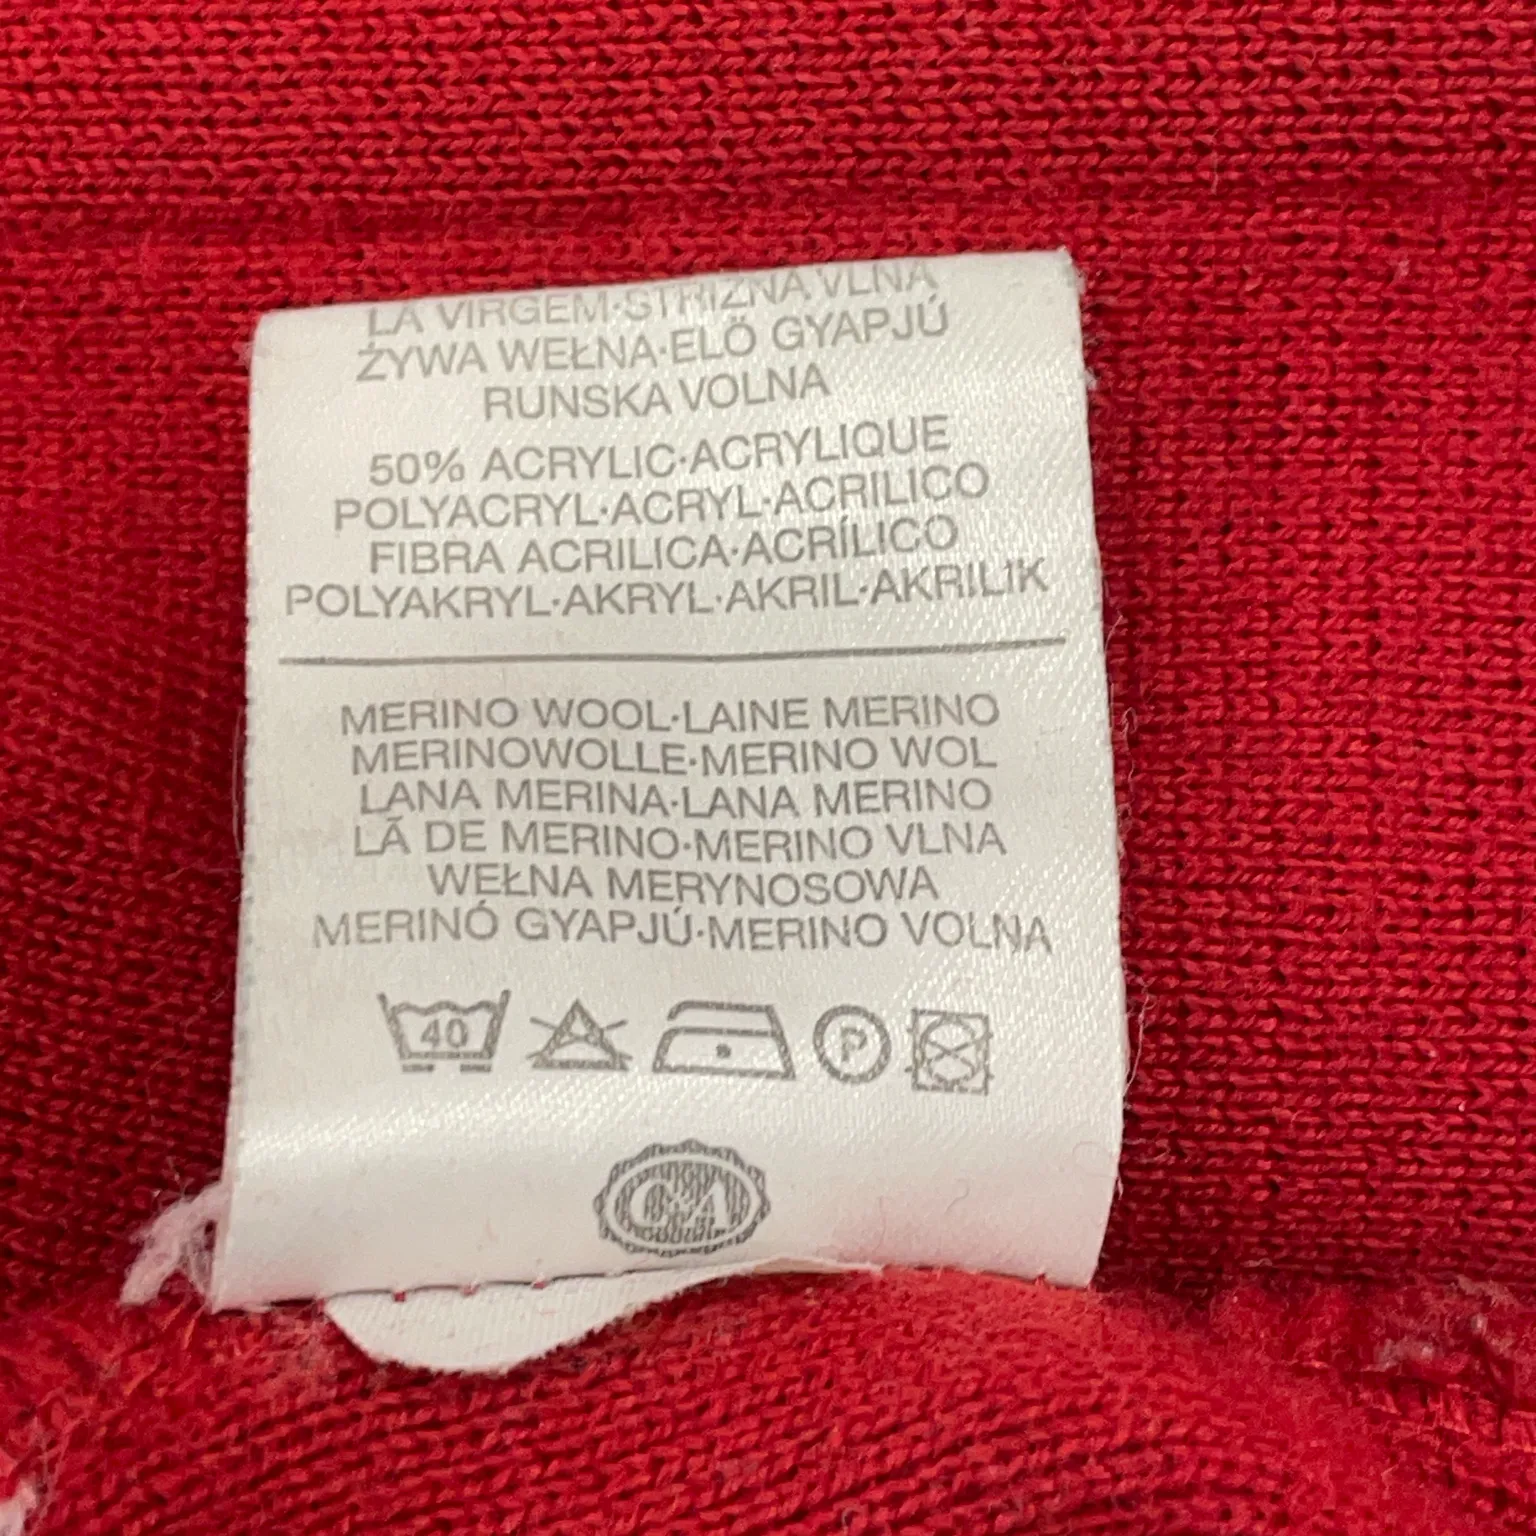 LA VIRGEM·STRIZNA VLNA
ŻYWA WEŁNA·ELŐ GYAPJÚ
RUNSKA VOLNA
50% ACRYLIC·ACRYLIQUE
POLYACRYL·ACRYL·ACRILICO
FIBRA ACRILICA·ACRÍLICO
POLYAKRYL·AKRYL·AKRIL·AKRILIK
MERINO WOOL·LAINE MERINO
MERINOWOLLE·MERINO WOL
LANA MERINA·LANA MERINO
LÃ DE MERINO·MERINO VLNA
WEŁNA MERYNOSOWA
MERINÓ GYAPJÚ·MERINO VOLNA
40 P